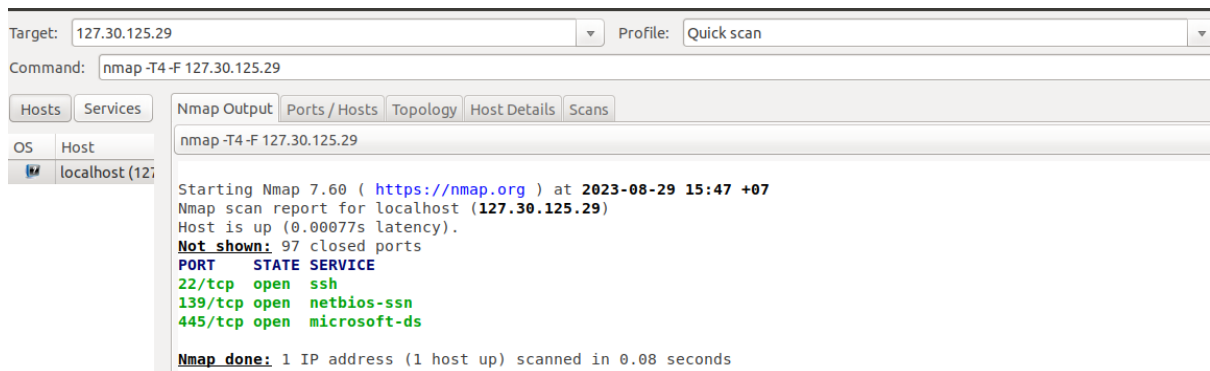 Target: 127.30.125.29 Profile: Quick scan
Command: nmap -T4 -F 127.30.125.29
Hosts Services Nmap Output Ports / Hosts Topology Host Details Scans
OS Host nmap -T4 -F 127.30.125.29
localhost (127
Starting Nmap 7.60 ( https://nmap.org ) at 2023-08-29 15:47 +07
Nmap scan report for localhost (127.30.125.29)
Host is up (0.00077s latency).
Not shown: 97 closed ports
PORT STATE SERVICE
22/tcp open ssh
139/tcp open netbios-ssn
445/tcp open microsoft-ds
Nmap done: 1 IP address (1 host up) scanned in 0.08 seconds